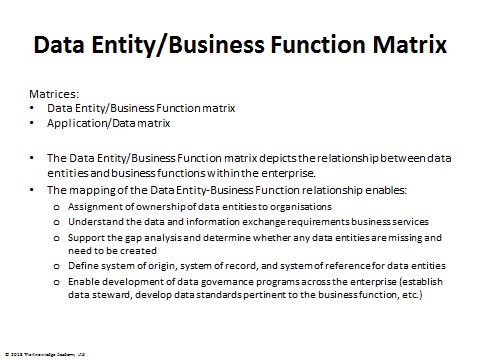 Data Entity/Business Function Matrix
Matrices:
• Data Entity/Business Function matrix
• Application/Data matrix
• The Data Entity/Business Function matrix depicts the relationship between data
entities and business functions within the enterprise.
• The mapping of the Data Entity-Business Function relationship enables:
o Assignment of ownership of data entities to organisations
o Understand the data and information exchange requirements business services
o Support the gap analysis and determine whether any data entities are missing and
need to be created
o Define system of origin, system of record, and system of reference for data entities
o Enable development of data governance programs across the enterprise (establish
data steward, develop data standards pertinent to the business function, etc.)
© 2018 The Knowledge Academy Ltd